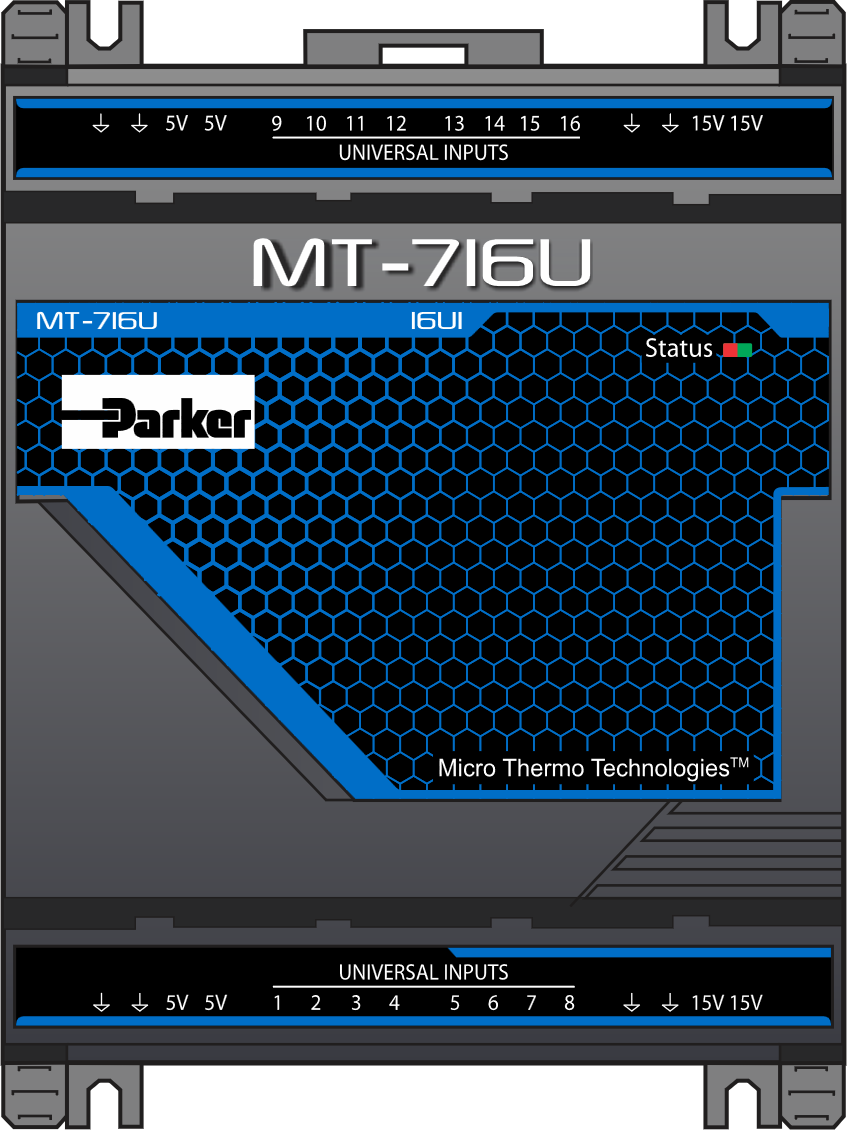 ⏚ ⏚ 5V 5V 9 10 11 12 13 14 15 16 ⏚ ⏚ 15V 15V
UNIVERSAL INPUTS
MT-716U
MT-716U 16UI
Status
Parker
Micro Thermo Technologies™
UNIVERSAL INPUTS
⏚ ⏚ 5V 5V 1 2 3 4 5 6 7 8 ⏚ ⏚ 15V 15V